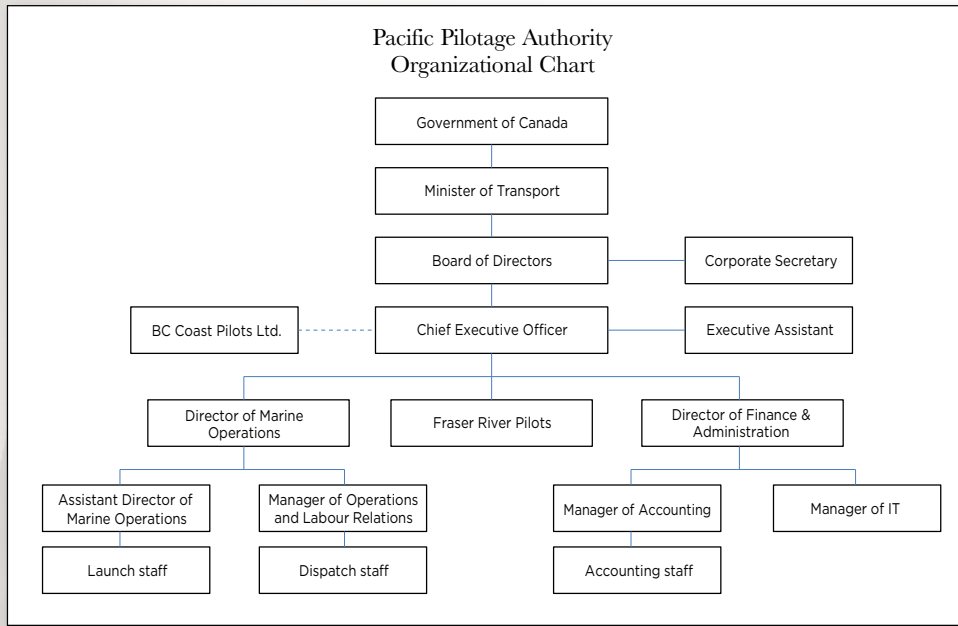 Pacific Pilotage Authority
Organizational Chart
Government of Canada
Minister of Transport
Board of Directors
Corporate Secretary
BC Coast Pilots Ltd.
Chief Executive Officer
Executive Assistant
Director of Marine
Operations
Fraser River Pilots
Director of Finance &
Administration
Assistant Director of
Marine Operations
Manager of Operations
and Labour Relations
Manager of Accounting
Manager of IT
Launch staff
Dispatch staff
Accounting staff